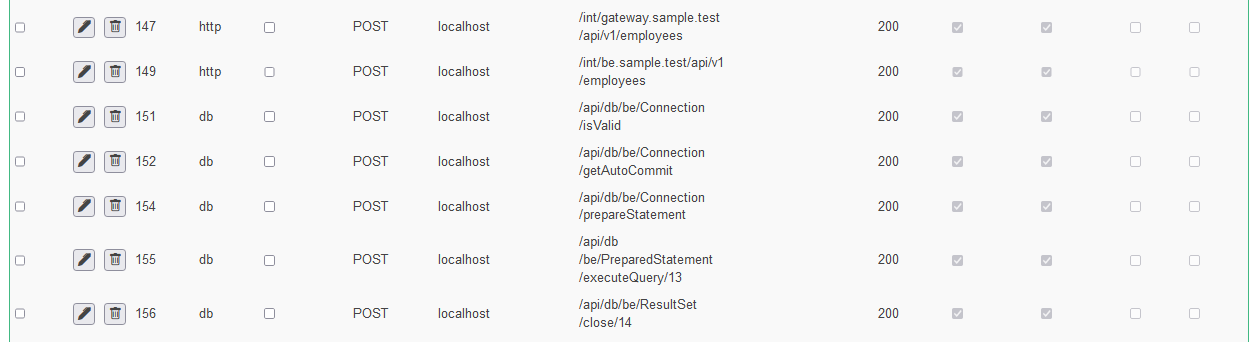 147 http POST localhost /int/gateway.sample.test 200
/api/v1/employees
149 http POST localhost /int/be.sample.test/api/v1 200
/employees
151 db POST localhost /api/db/be/Connection 200
/isValid
152 db POST localhost /api/db/be/Connection 200
/getAutoCommit
154 db POST localhost /api/db/be/Connection 200
/prepareStatement
/api/db
155 db POST localhost /be/PreparedStatement 200
/executeQuery/13
156 db POST localhost /api/db/be/ResultSet 200
/close/14